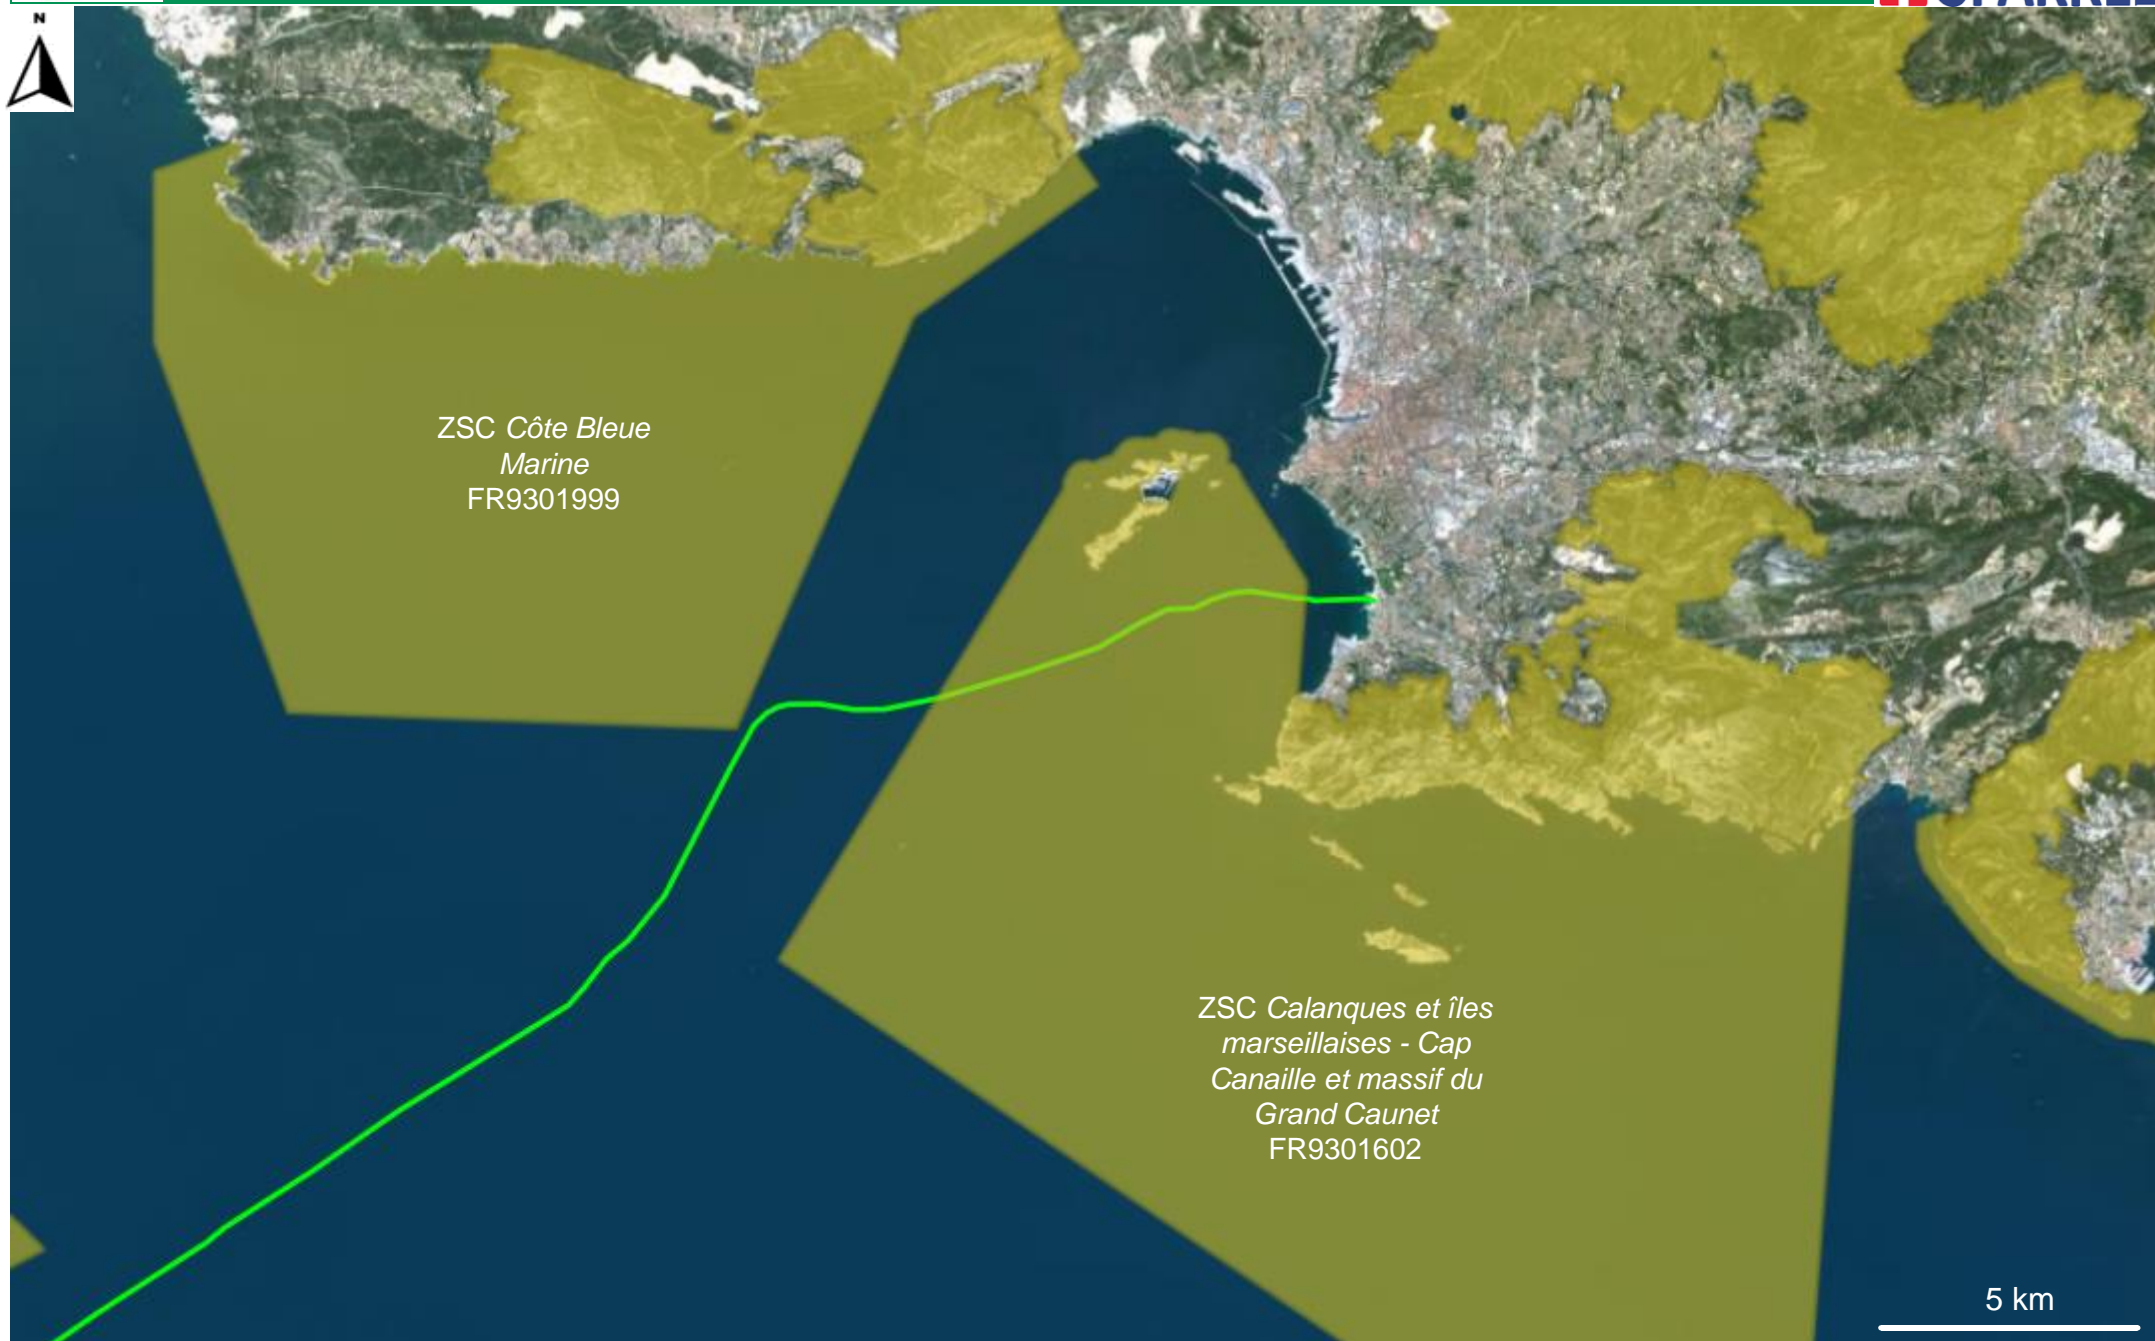 N
ZSC Côte Bleue
Marine
FR9301999
ZSC Calanques et îles
marseillaises - Cap
Canaille et massif du
Grand Caunet
FR9301602
5 km